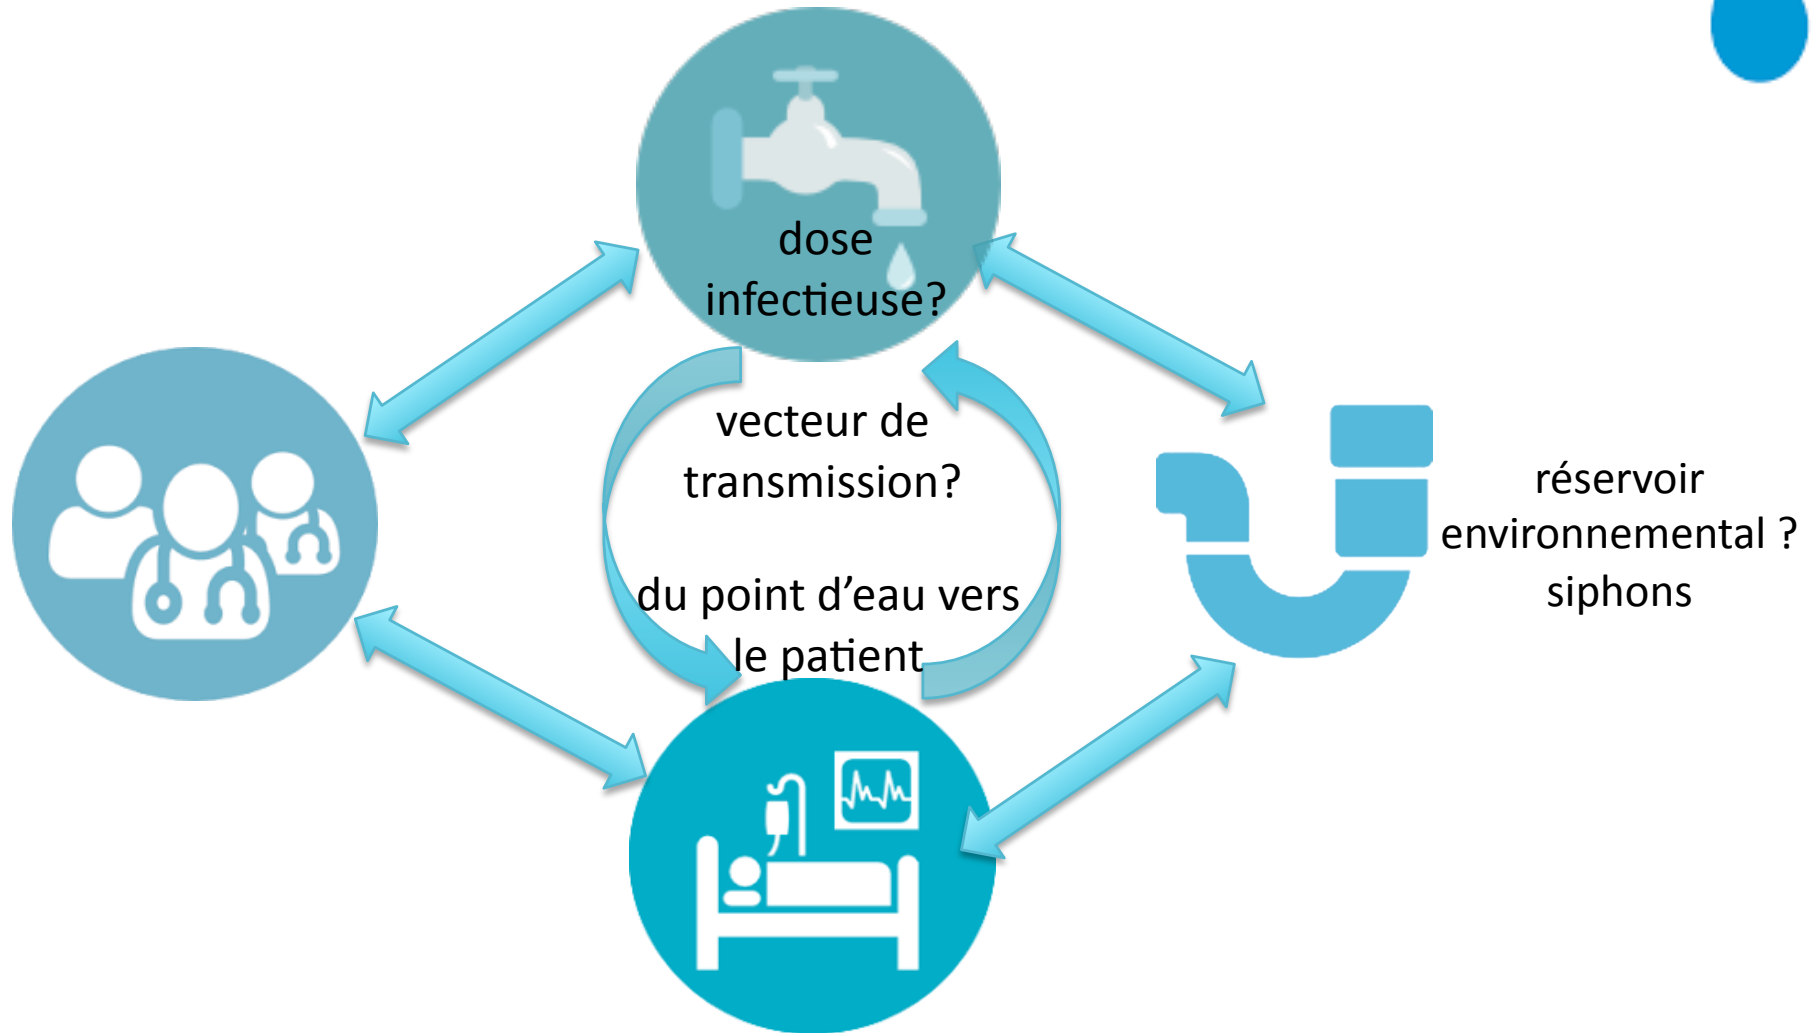 dose
infectieuse?
vecteur de
transmission?
du point d’eau vers
le patient
réservoir
environnemental ?
siphons